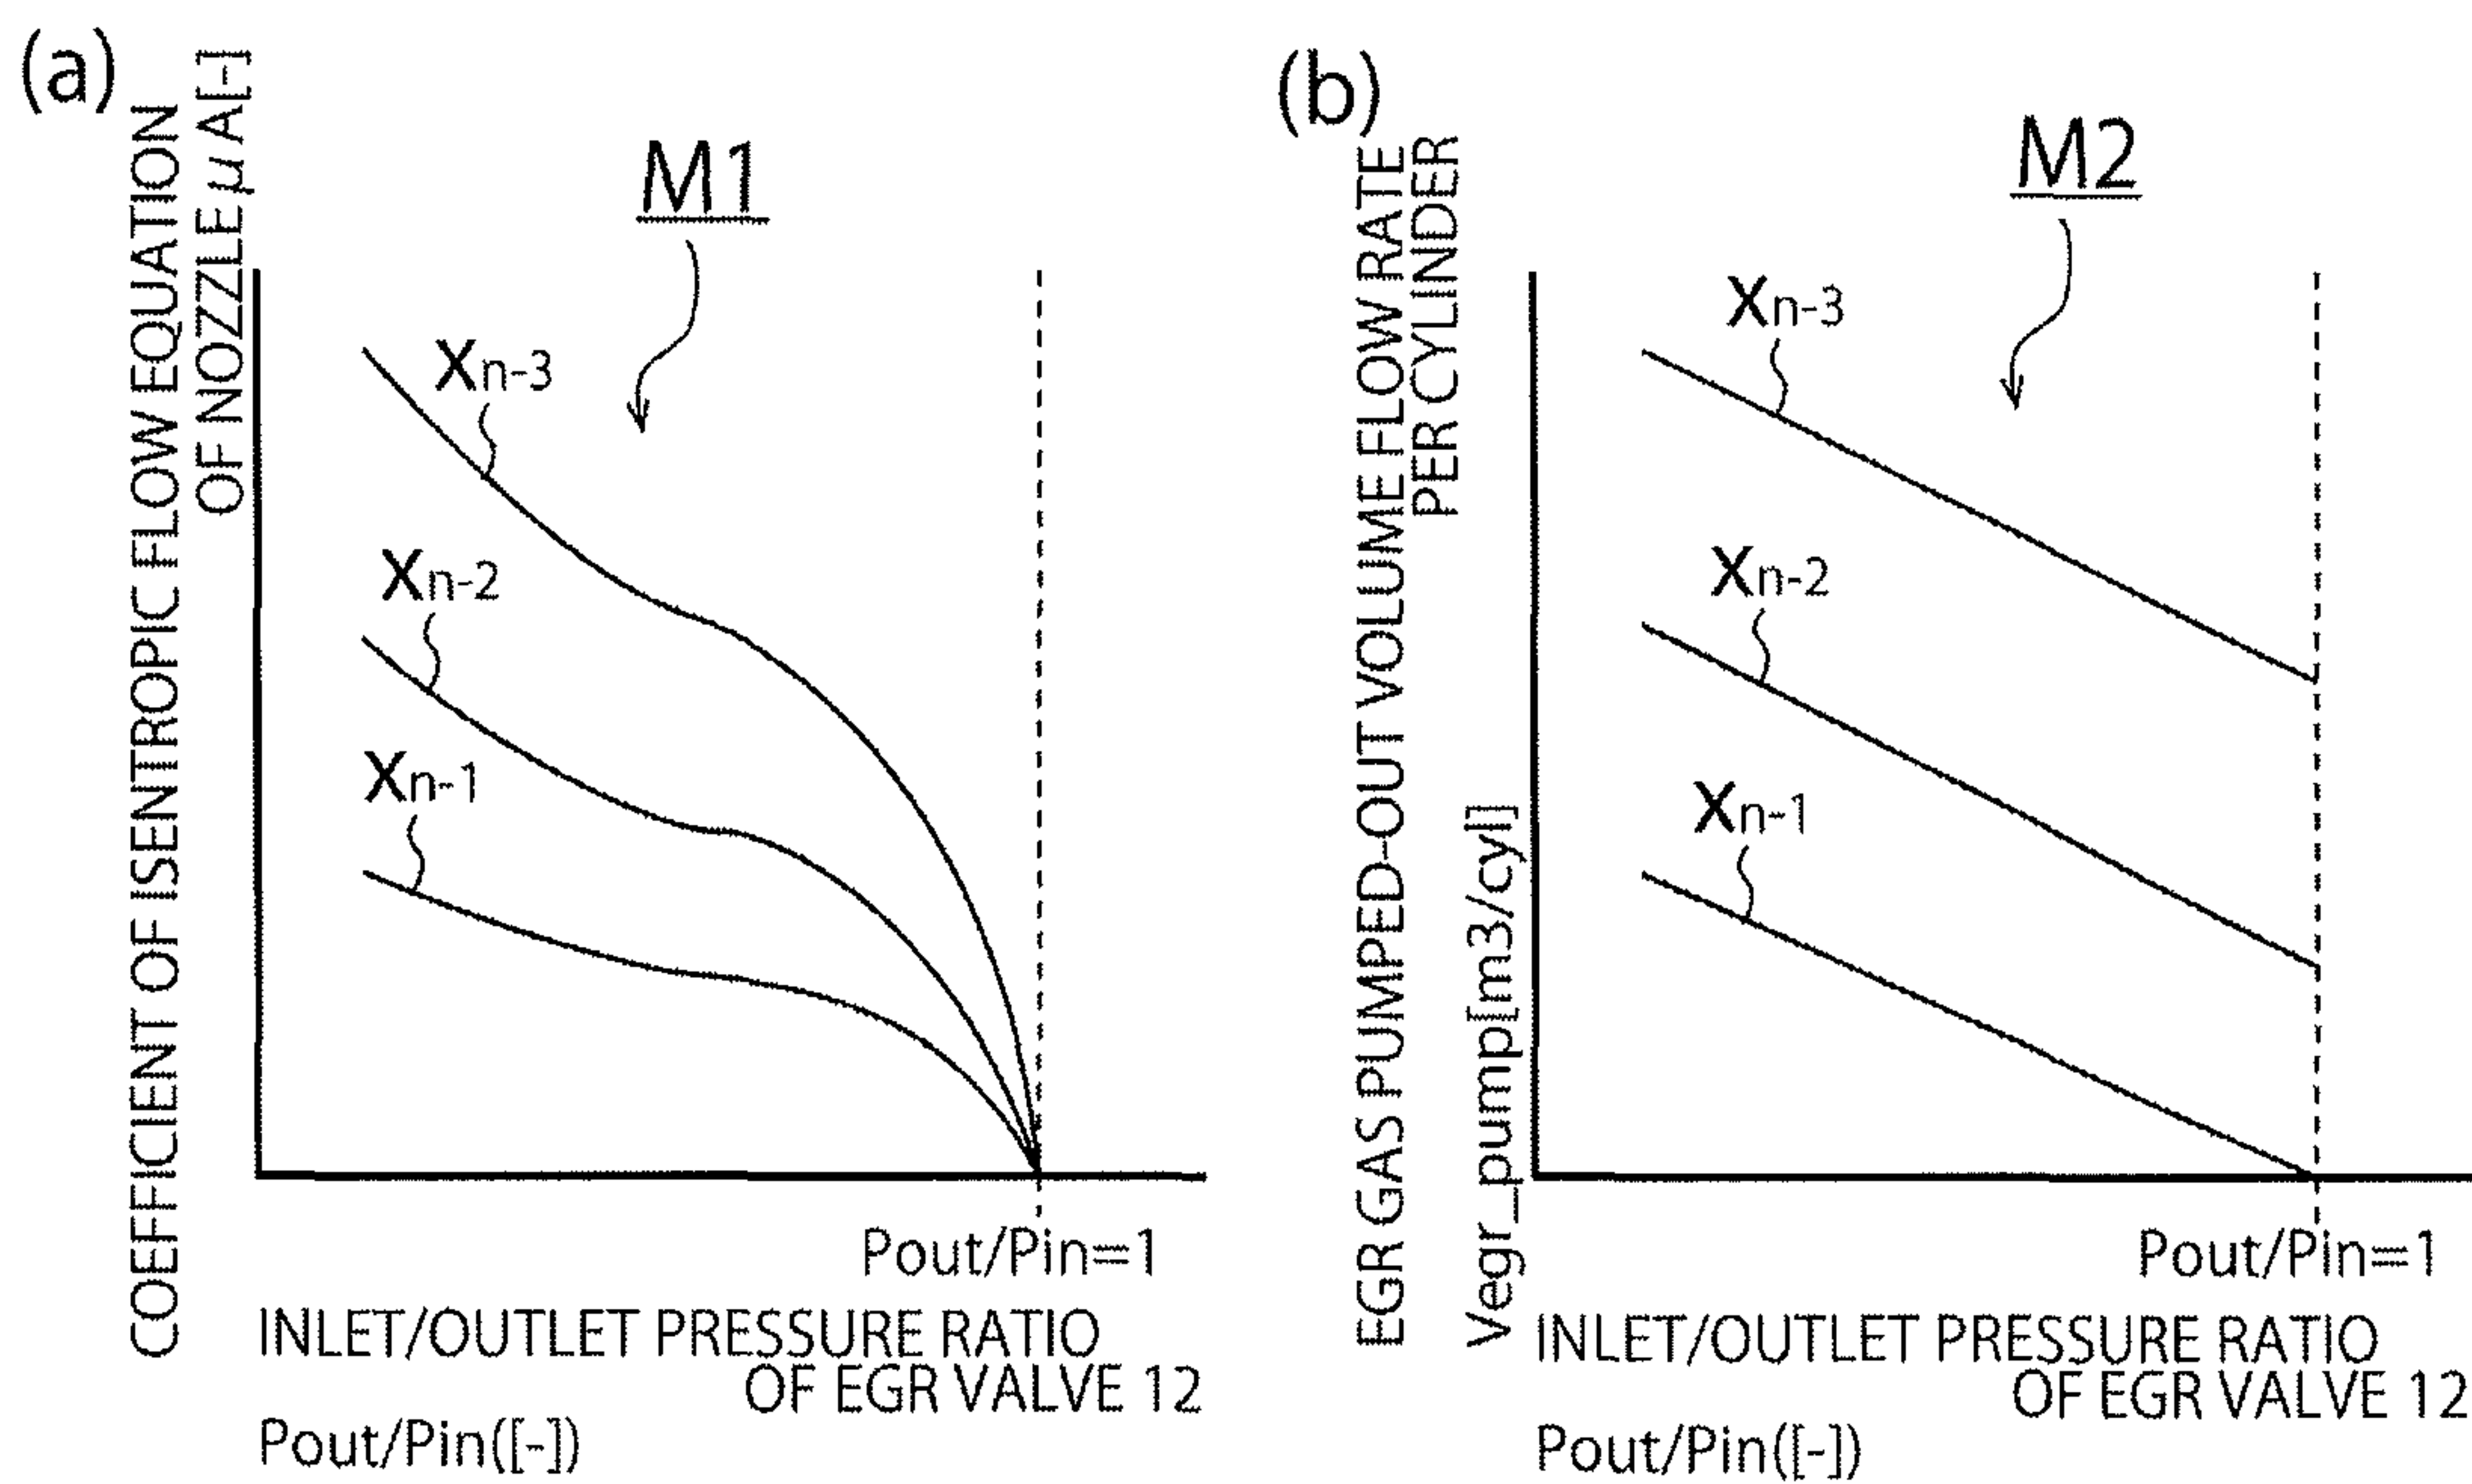 (a)
COEFFICIENT OF ISENTROPIC FLOW EQUATION
OF NOZZLE μA[-]
M1
Xn-3
Xn-2
Xn-1
Pout/Pin=1
INLET/OUTLET PRESSURE RATIO
OF EGR VALVE 12
Pout/Pin([-])
(b)
EGR GAS PUMPED-OUT VOLUME FLOW RATE
PER CYLINDER
Vegr_pump[m3/cyl]
M2
Xn-3
Xn-2
Xn-1
Pout/Pin=1
INLET/OUTLET PRESSURE RATIO
OF EGR VALVE 12
Pout/Pin([-])